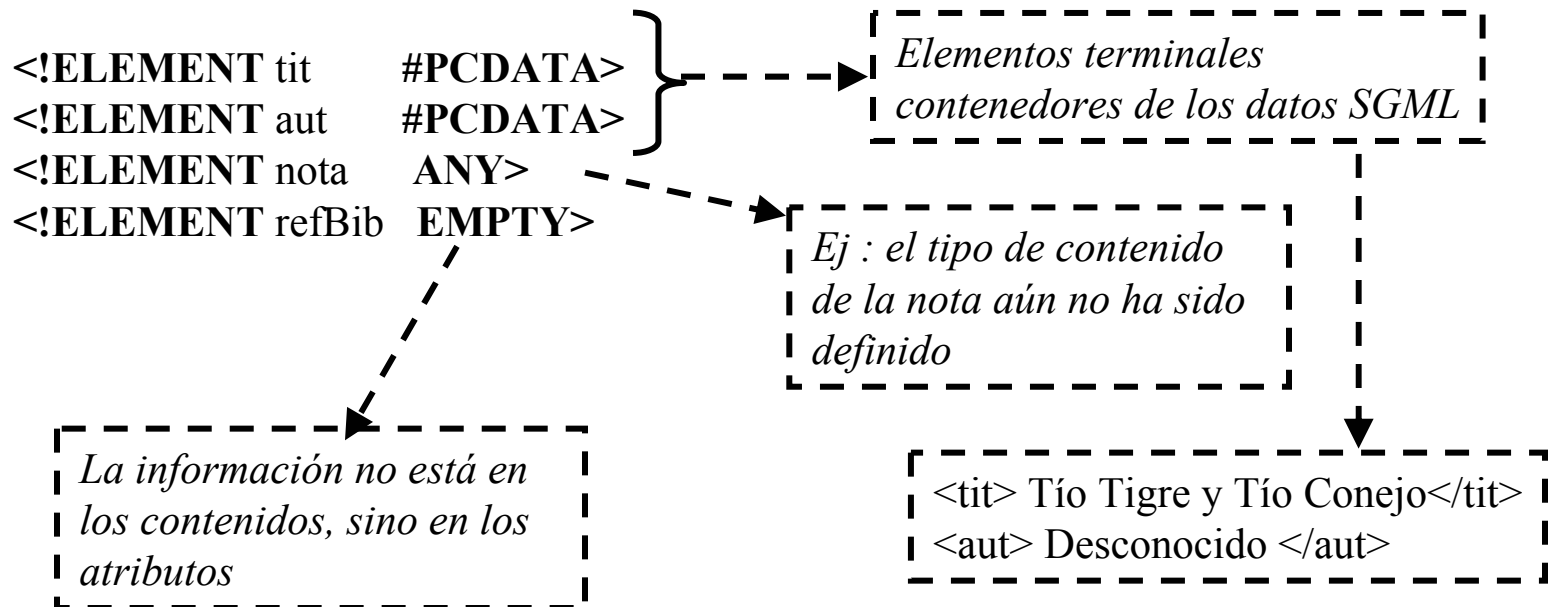 <!ELEMENT tit #PCDATA>
<!ELEMENT aut #PCDATA>
<!ELEMENT nota ANY>
<!ELEMENT refBib EMPTY>
Elementos terminales
contenedores de los datos SGML
Ej : el tipo de contenido
de la nota aún no ha sido
definido
La información no está en
los contenidos, sino en los
atributos
<tit> Tío Tigre y Tío Conejo</tit>
<aut> Desconocido </aut>